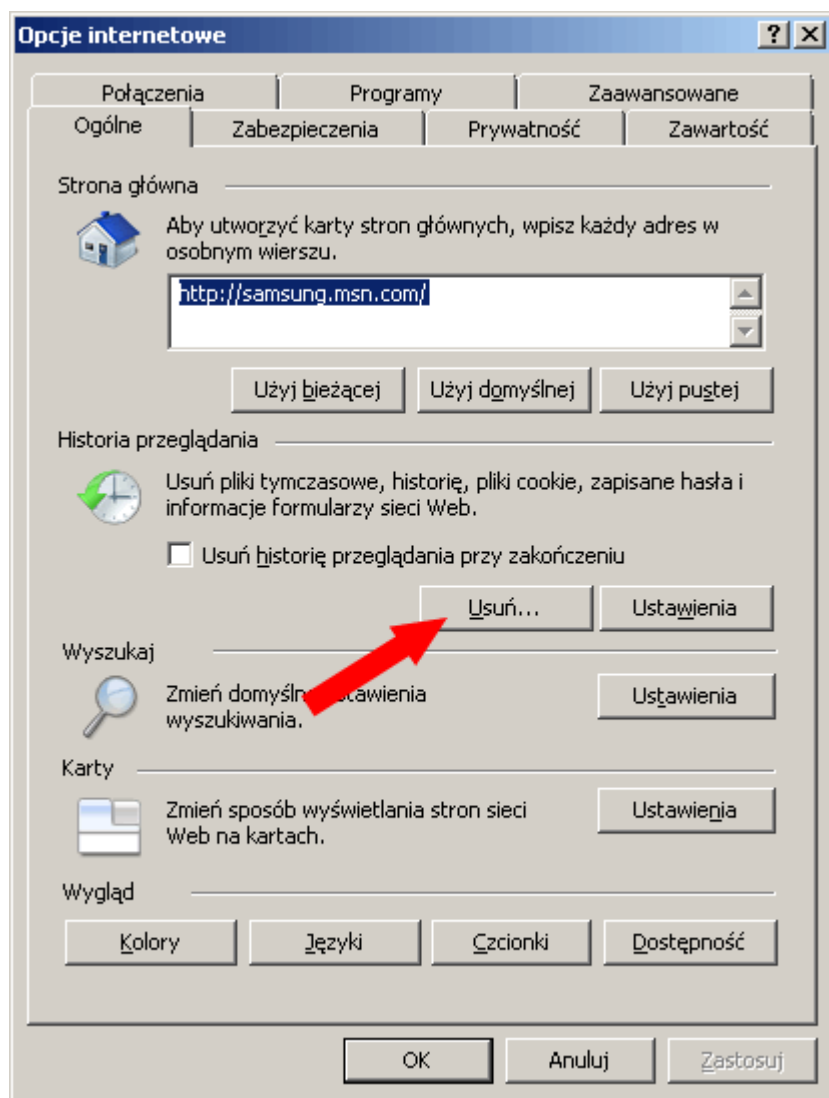 Opcje internetowe
Połączenia Programy Zaawansowane
Ogólne Zabezpieczenia Prywatność Zawartość
Strona główna
Aby utworzyć karty stron głównych, wpisz każdy adres w
osobnym wierszu.
http://samsung.msn.com/
Użyj bieżącej Użyj domyślnej Użyj pustej
Historia przeglądania
Usuń pliki tymczasowe, historię, pliki cookie, zapisane hasła i
informacje formularzy sieci Web.
Usuń historię przeglądania przy zakończeniu
Usuń... Ustawienia
Wyszukaj
Zmień
wyszukiwania.
Ustawienia
Karty
Zmień sposób wyświetlania stron sieci
Web na kartach.
Ustawienia
Wygląd
Kolory Języki Czcionki Dostępność
OK Anuluj Zastosuj